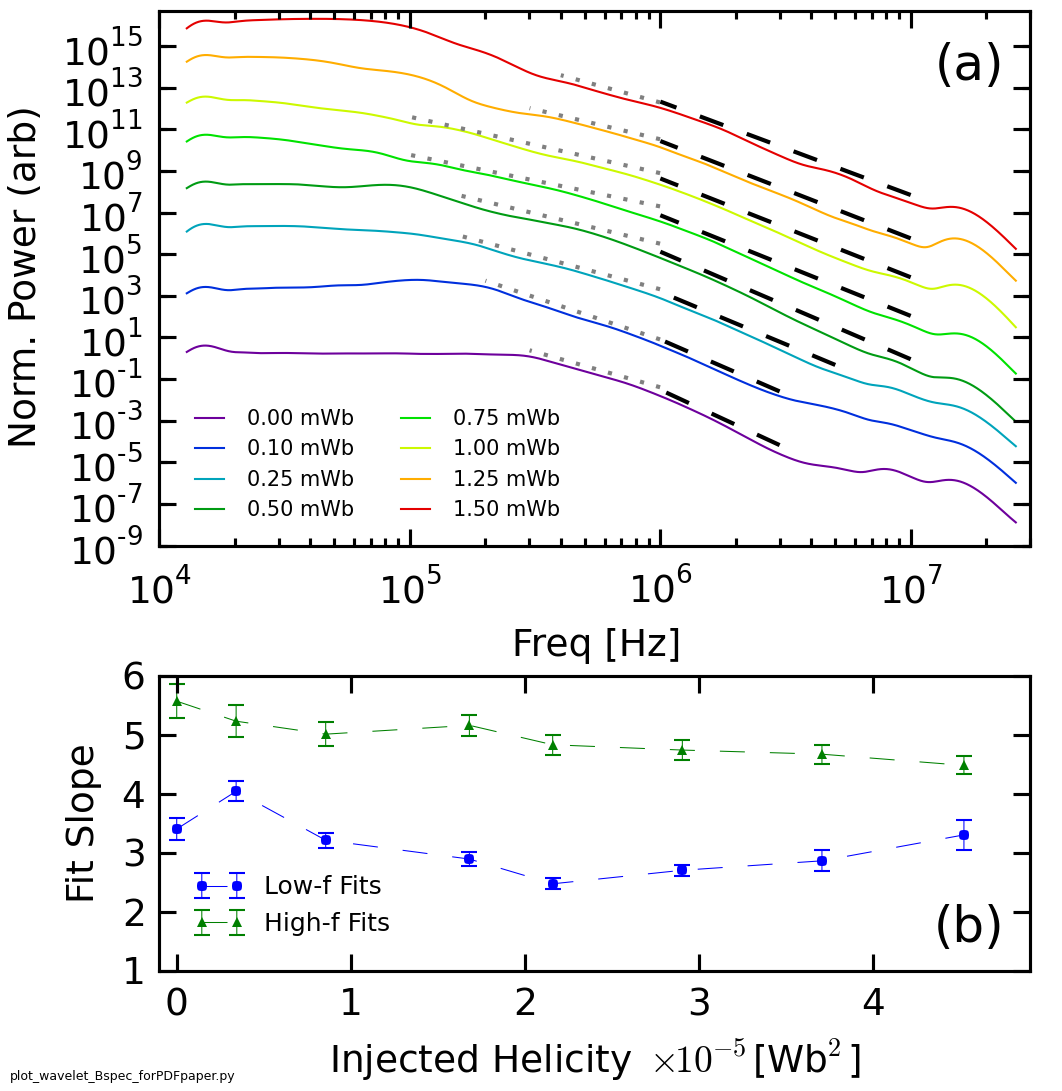 (a)
Norm. Power (arb)
10^15
10^13
10^11
10^9
10^7
10^5
10^3
10^1
10^-1
10^-3
10^-5
10^-7
10^-9
0.00 mWb 0.75 mWb
0.10 mWb 1.00 mWb
0.25 mWb 1.25 mWb
0.50 mWb 1.50 mWb
10^4 10^5 10^6 10^7
Freq [Hz]
Fit Slope
6
5
4
3
2
1
Low-f Fits
High-f Fits
(b)
0 1 2 3 4
Injected Helicity ×10^-5 [Wb^2]
plot_wavelet_Bspec_forPDFpaper.py